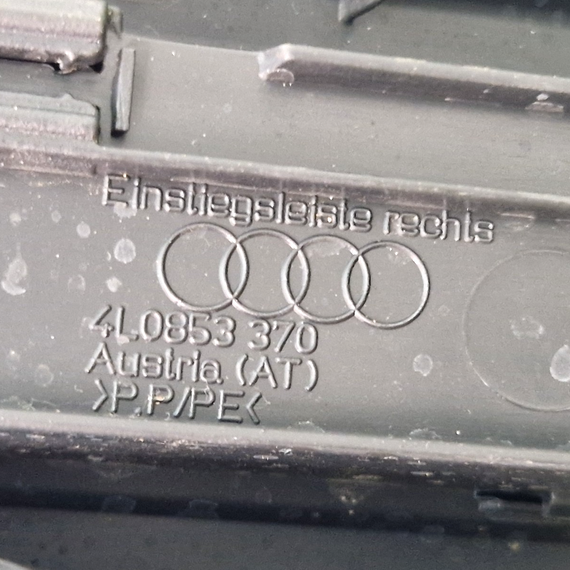 Einstiegsleiste rechts
4L0853 370
Austria (AT)
>P.P/PE<